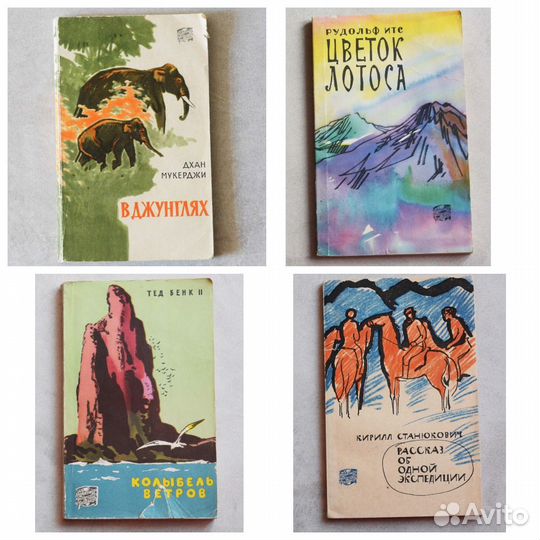 ДХАН
МУКЕРДЖИ
В ДЖУНГЛЯХ
РУДОЛЬФ ИТС
ЦВЕТОК
ЛОТОСА
ТЕД БЕНК II
КОЛЫБЕЛЬ
ВЕТРОВ
КИРИЛЛ СТАНЮКОВИЧ
РАССКАЗ
ОБ
ОДНОЙ
ЭКСПЕДИЦИИ
Avito